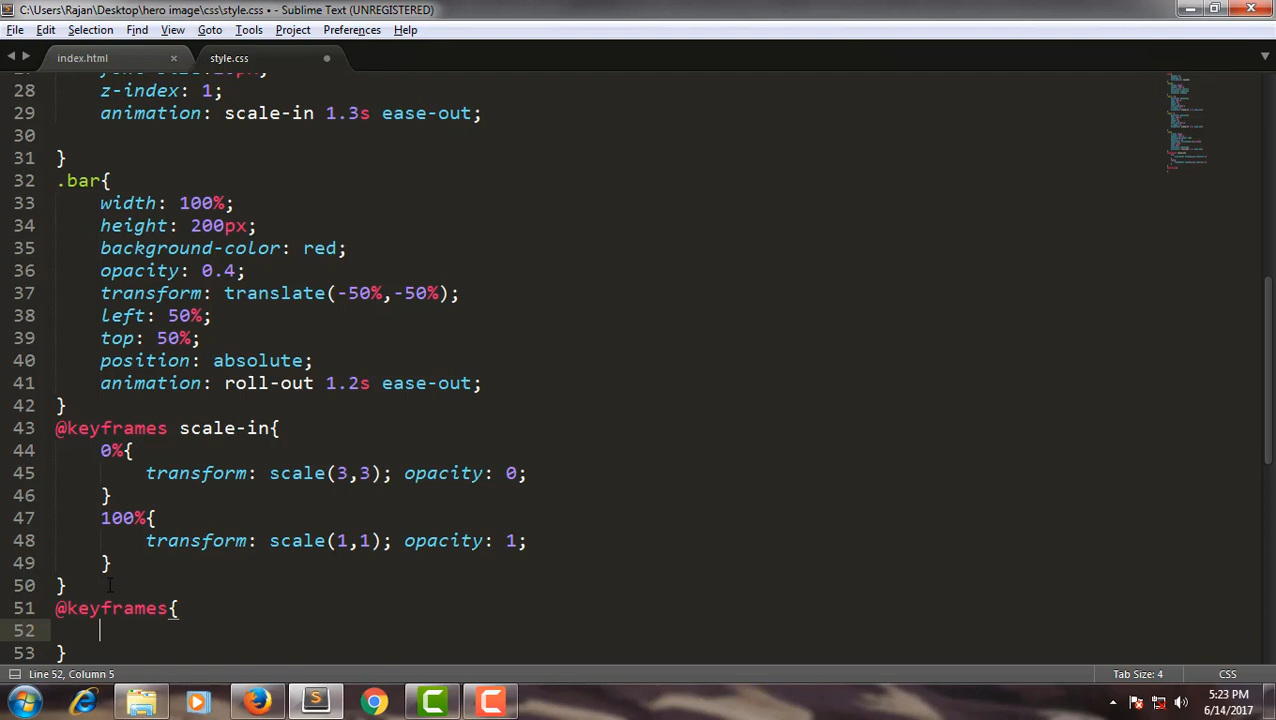 C:\Users\Rajan\Desktop\hero image\css\style.css • - Sublime Text (UNREGISTERED)
File Edit Selection Find View Goto Tools Project Preferences Help
index.html × style.css
28 z-index: 1;
29 animation: scale-in 1.3s ease-out;
30
31 }
32 .bar{
33 width: 100%;
34 height: 200px;
35 background-color: red;
36 opacity: 0.4;
37 transform: translate(-50%,-50%);
38 left: 50%;
39 top: 50%;
40 position: absolute;
41 animation: roll-out 1.2s ease-out;
42 }
43 @keyframes scale-in{
44 0%{
45 transform: scale(3,3); opacity: 0;
46 }
47 100%{
48 transform: scale(1,1); opacity: 1;
49 }
50 }
51 @keyframes{
52
53 }
Line 52, Column 5 Tab Size: 4 CSS
5:23 PM
6/14/2017